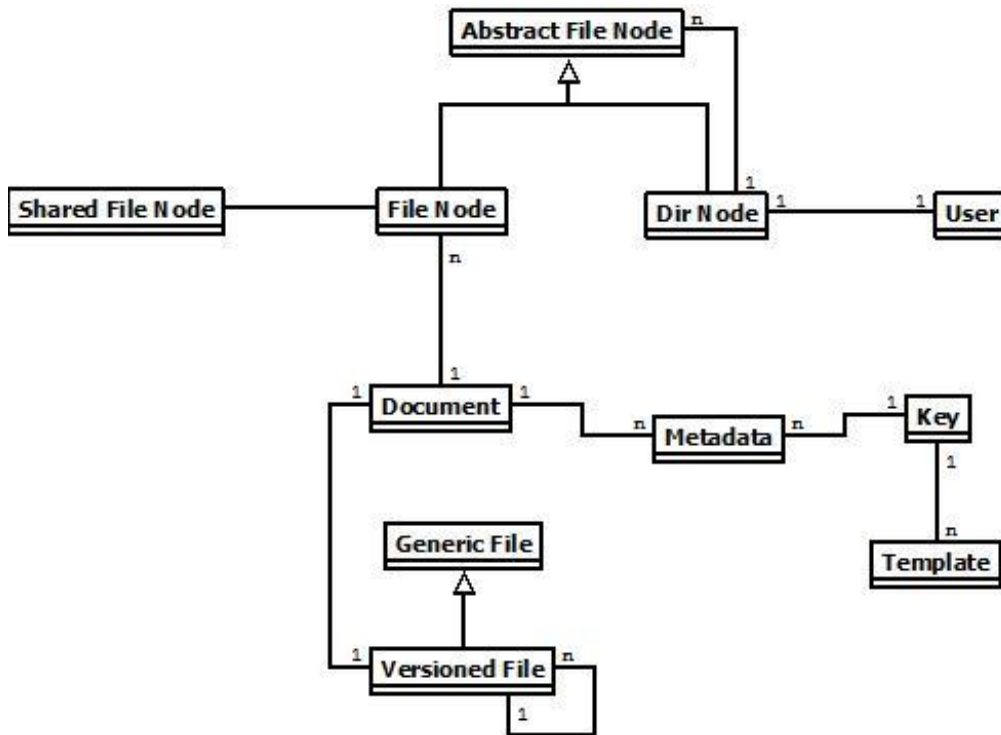 Abstract File Node
n
Shared File Node
File Node
Dir Node
1
1
1
User
n
1
1
Document
1
n
Metadata
n
1
Key
1
n
Template
Generic File
1
Versioned File
n
1